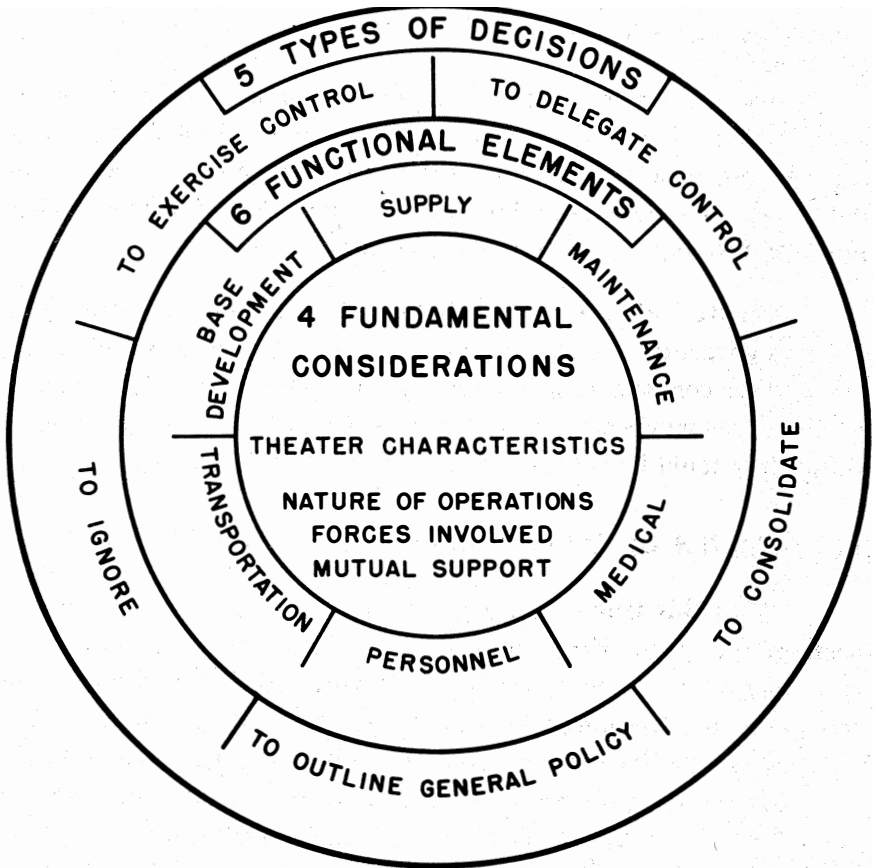 5 TYPES OF DECISIONS
TO EXERCISE CONTROL
TO DELEGATE CONTROL
TO CONSOLIDATE
TO OUTLINE GENERAL POLICY
TO IGNORE
6 FUNCTIONAL ELEMENTS
SUPPLY
MAINTENANCE
MEDICAL
PERSONNEL
TRANSPORTATION
BASE
DEVELOPMENT
4 FUNDAMENTAL
CONSIDERATIONS
THEATER CHARACTERISTICS
NATURE OF OPERATIONS
FORCES INVOLVED
MUTUAL SUPPORT